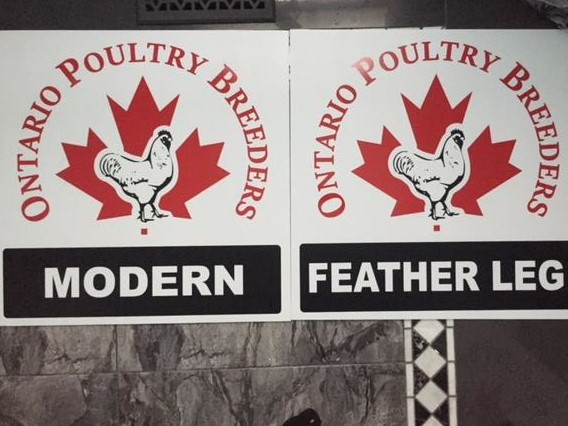 ONTARIO POULTRY BREEDERS
MODERN
ONTARIO POULTRY BREEDERS
FEATHER LEG